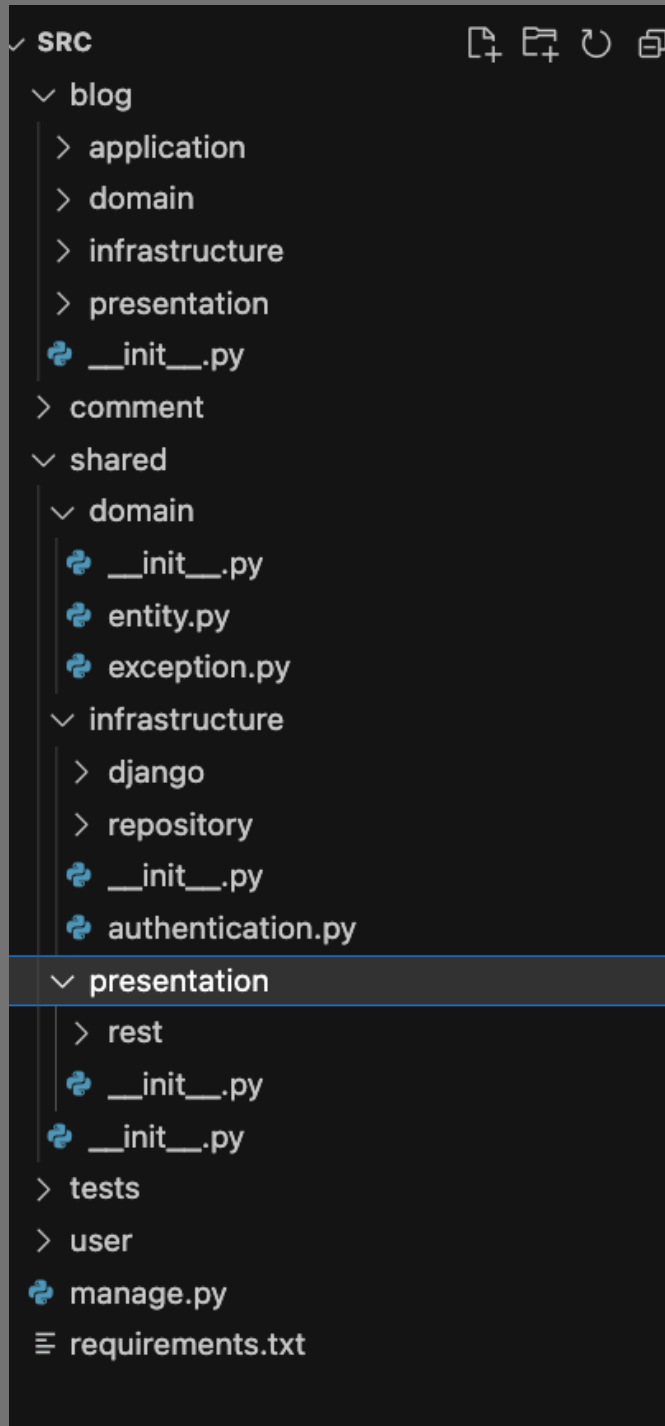 SRC
blog
application
domain
infrastructure
presentation
__init__.py
comment
shared
domain
__init__.py
entity.py
exception.py
infrastructure
django
repository
__init__.py
authentication.py
presentation
rest
__init__.py
__init__.py
tests
user
manage.py
requirements.txt